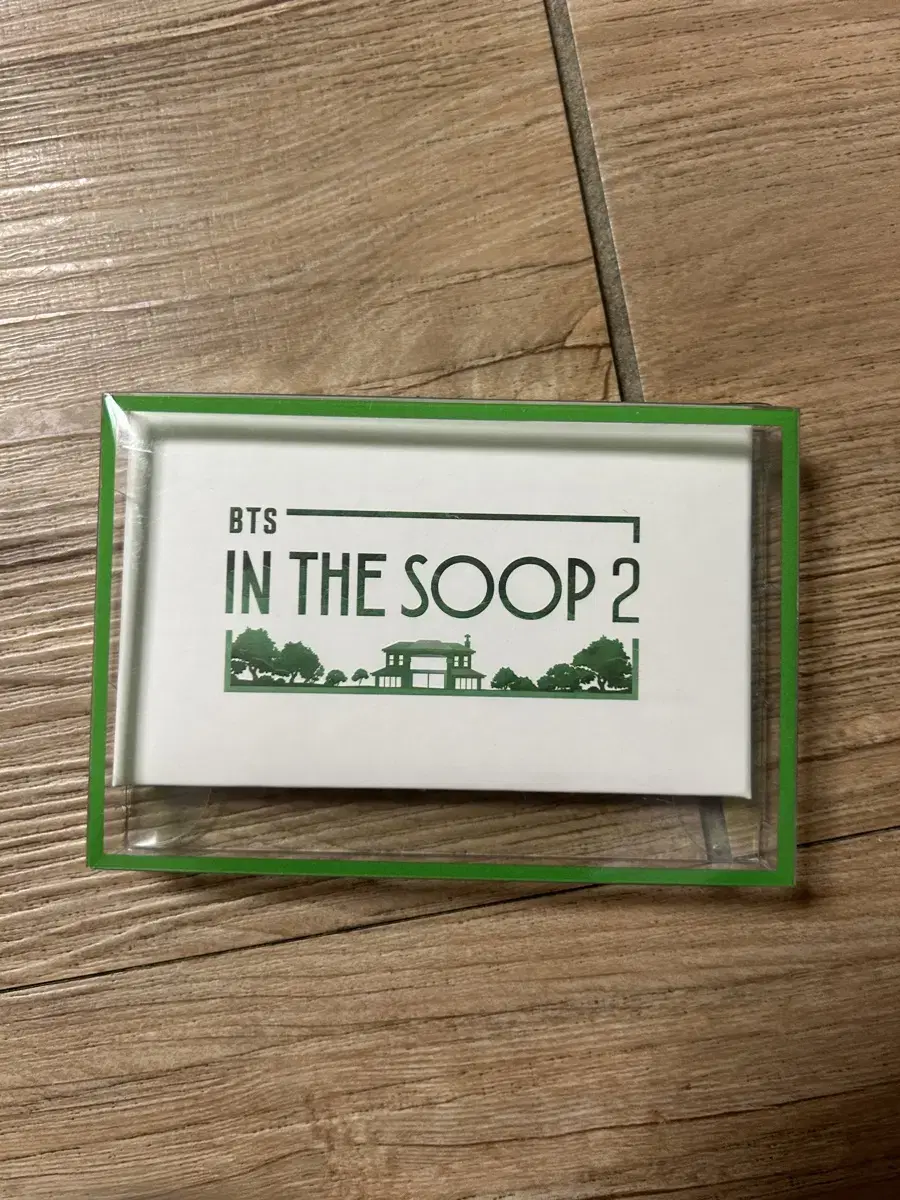 BTS
IN THE SOOP 2